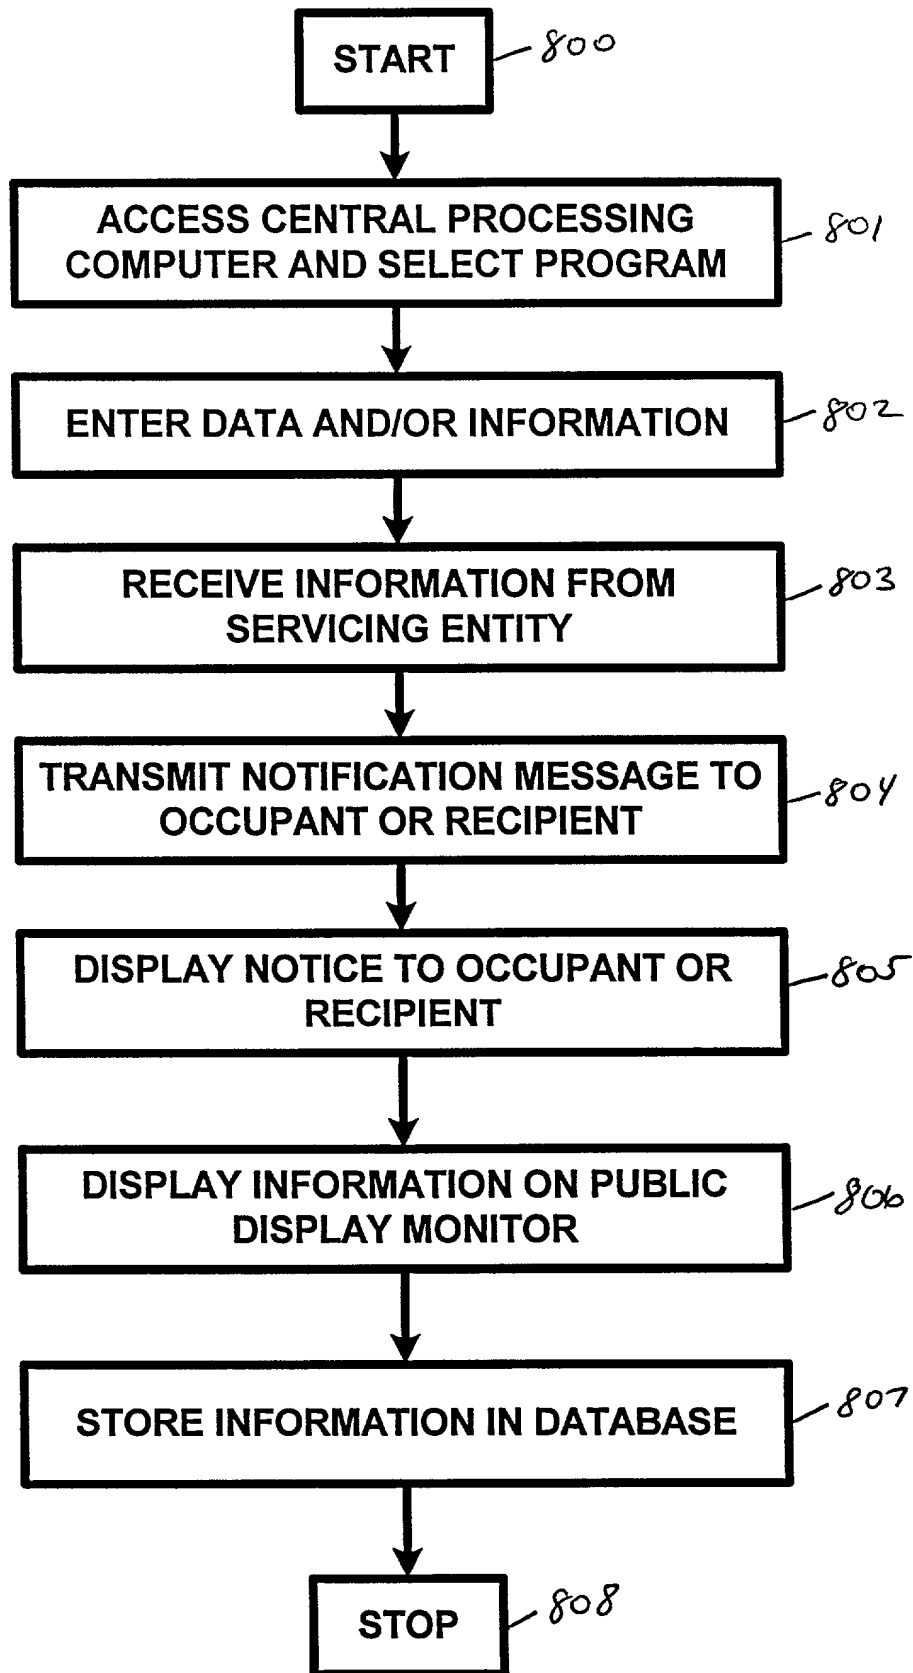 START
800
ACCESS CENTRAL PROCESSING
COMPUTER AND SELECT PROGRAM
801
ENTER DATA AND/OR INFORMATION
802
RECEIVE INFORMATION FROM
SERVICING ENTITY
803
TRANSMIT NOTIFICATION MESSAGE TO
OCCUPANT OR RECIPIENT
804
DISPLAY NOTICE TO OCCUPANT OR
RECIPIENT
805
DISPLAY INFORMATION ON PUBLIC
DISPLAY MONITOR
806
STORE INFORMATION IN DATABASE
807
STOP
808